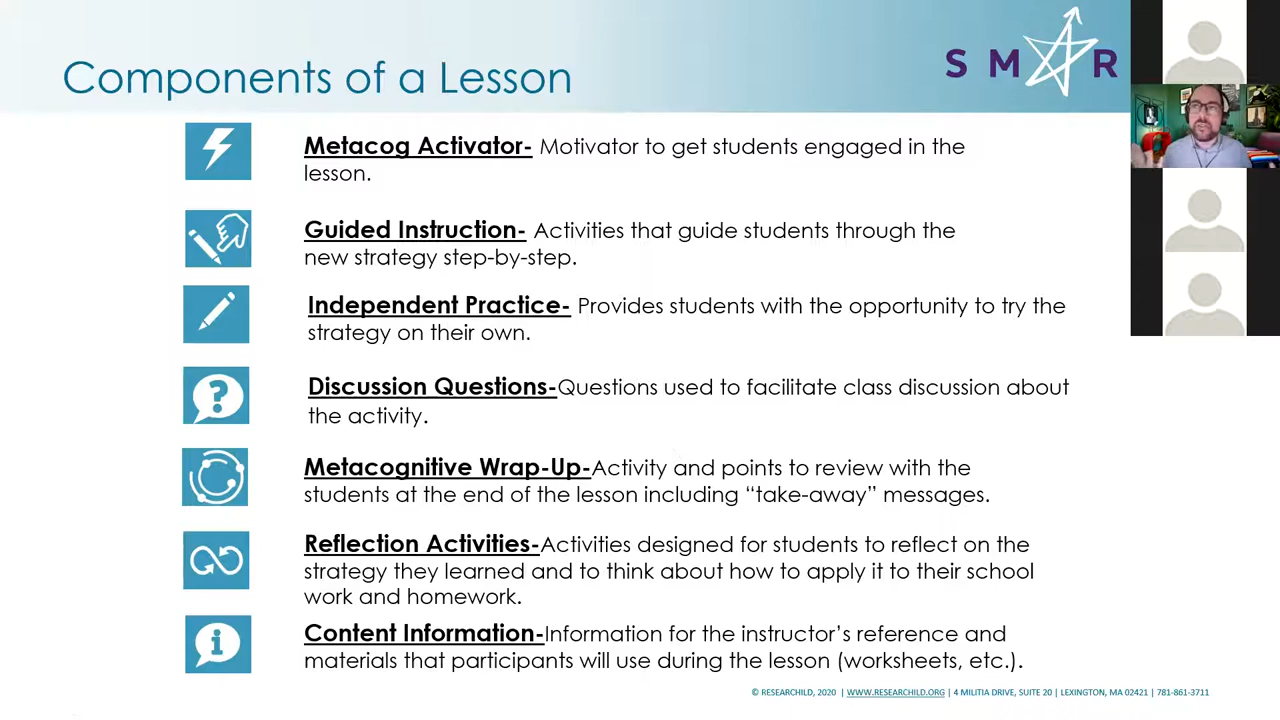 Components of a Lesson
S M R
Metacog Activator- Motivator to get students engaged in the
lesson.
Guided Instruction- Activities that guide students through the
new strategy step-by-step.
Independent Practice- Provides students with the opportunity to try the
strategy on their own.
Discussion Questions-Questions used to facilitate class discussion about
the activity.
Metacognitive Wrap-Up-Activity and points to review with the
students at the end of the lesson including “take-away” messages.
Reflection Activities-Activities designed for students to reflect on the
strategy they learned and to think about how to apply it to their school
work and homework.
Content Information-Information for the instructor’s reference and
materials that participants will use during the lesson (worksheets, etc.).
© RESEARCHILD, 2020 | WWW.RESEARCHILD.ORG | 4 MILITIA DRIVE, SUITE 20 | LEXINGTON, MA 02421 | 781-861-3711